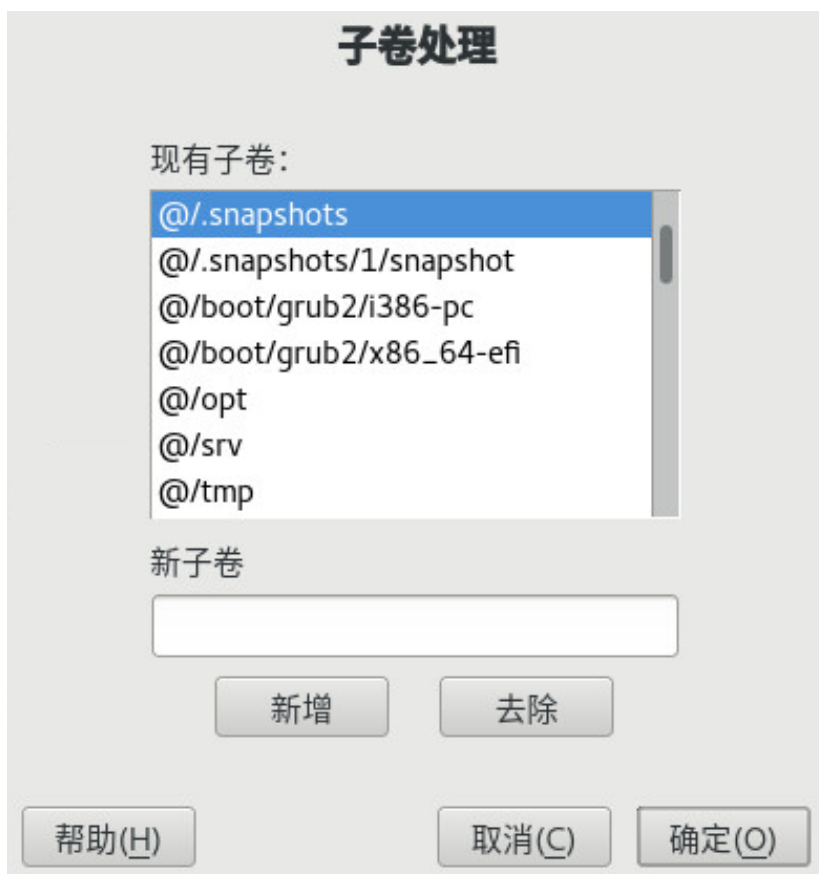 子卷处理
现有子卷：
@/.snapshots
@/.snapshots/1/snapshot
@/boot/grub2/i386-pc
@/boot/grub2/x86_64-efi
@/opt
@/srv
@/tmp
新子卷
新增 去除
帮助(H) 取消(C) 确定(O)